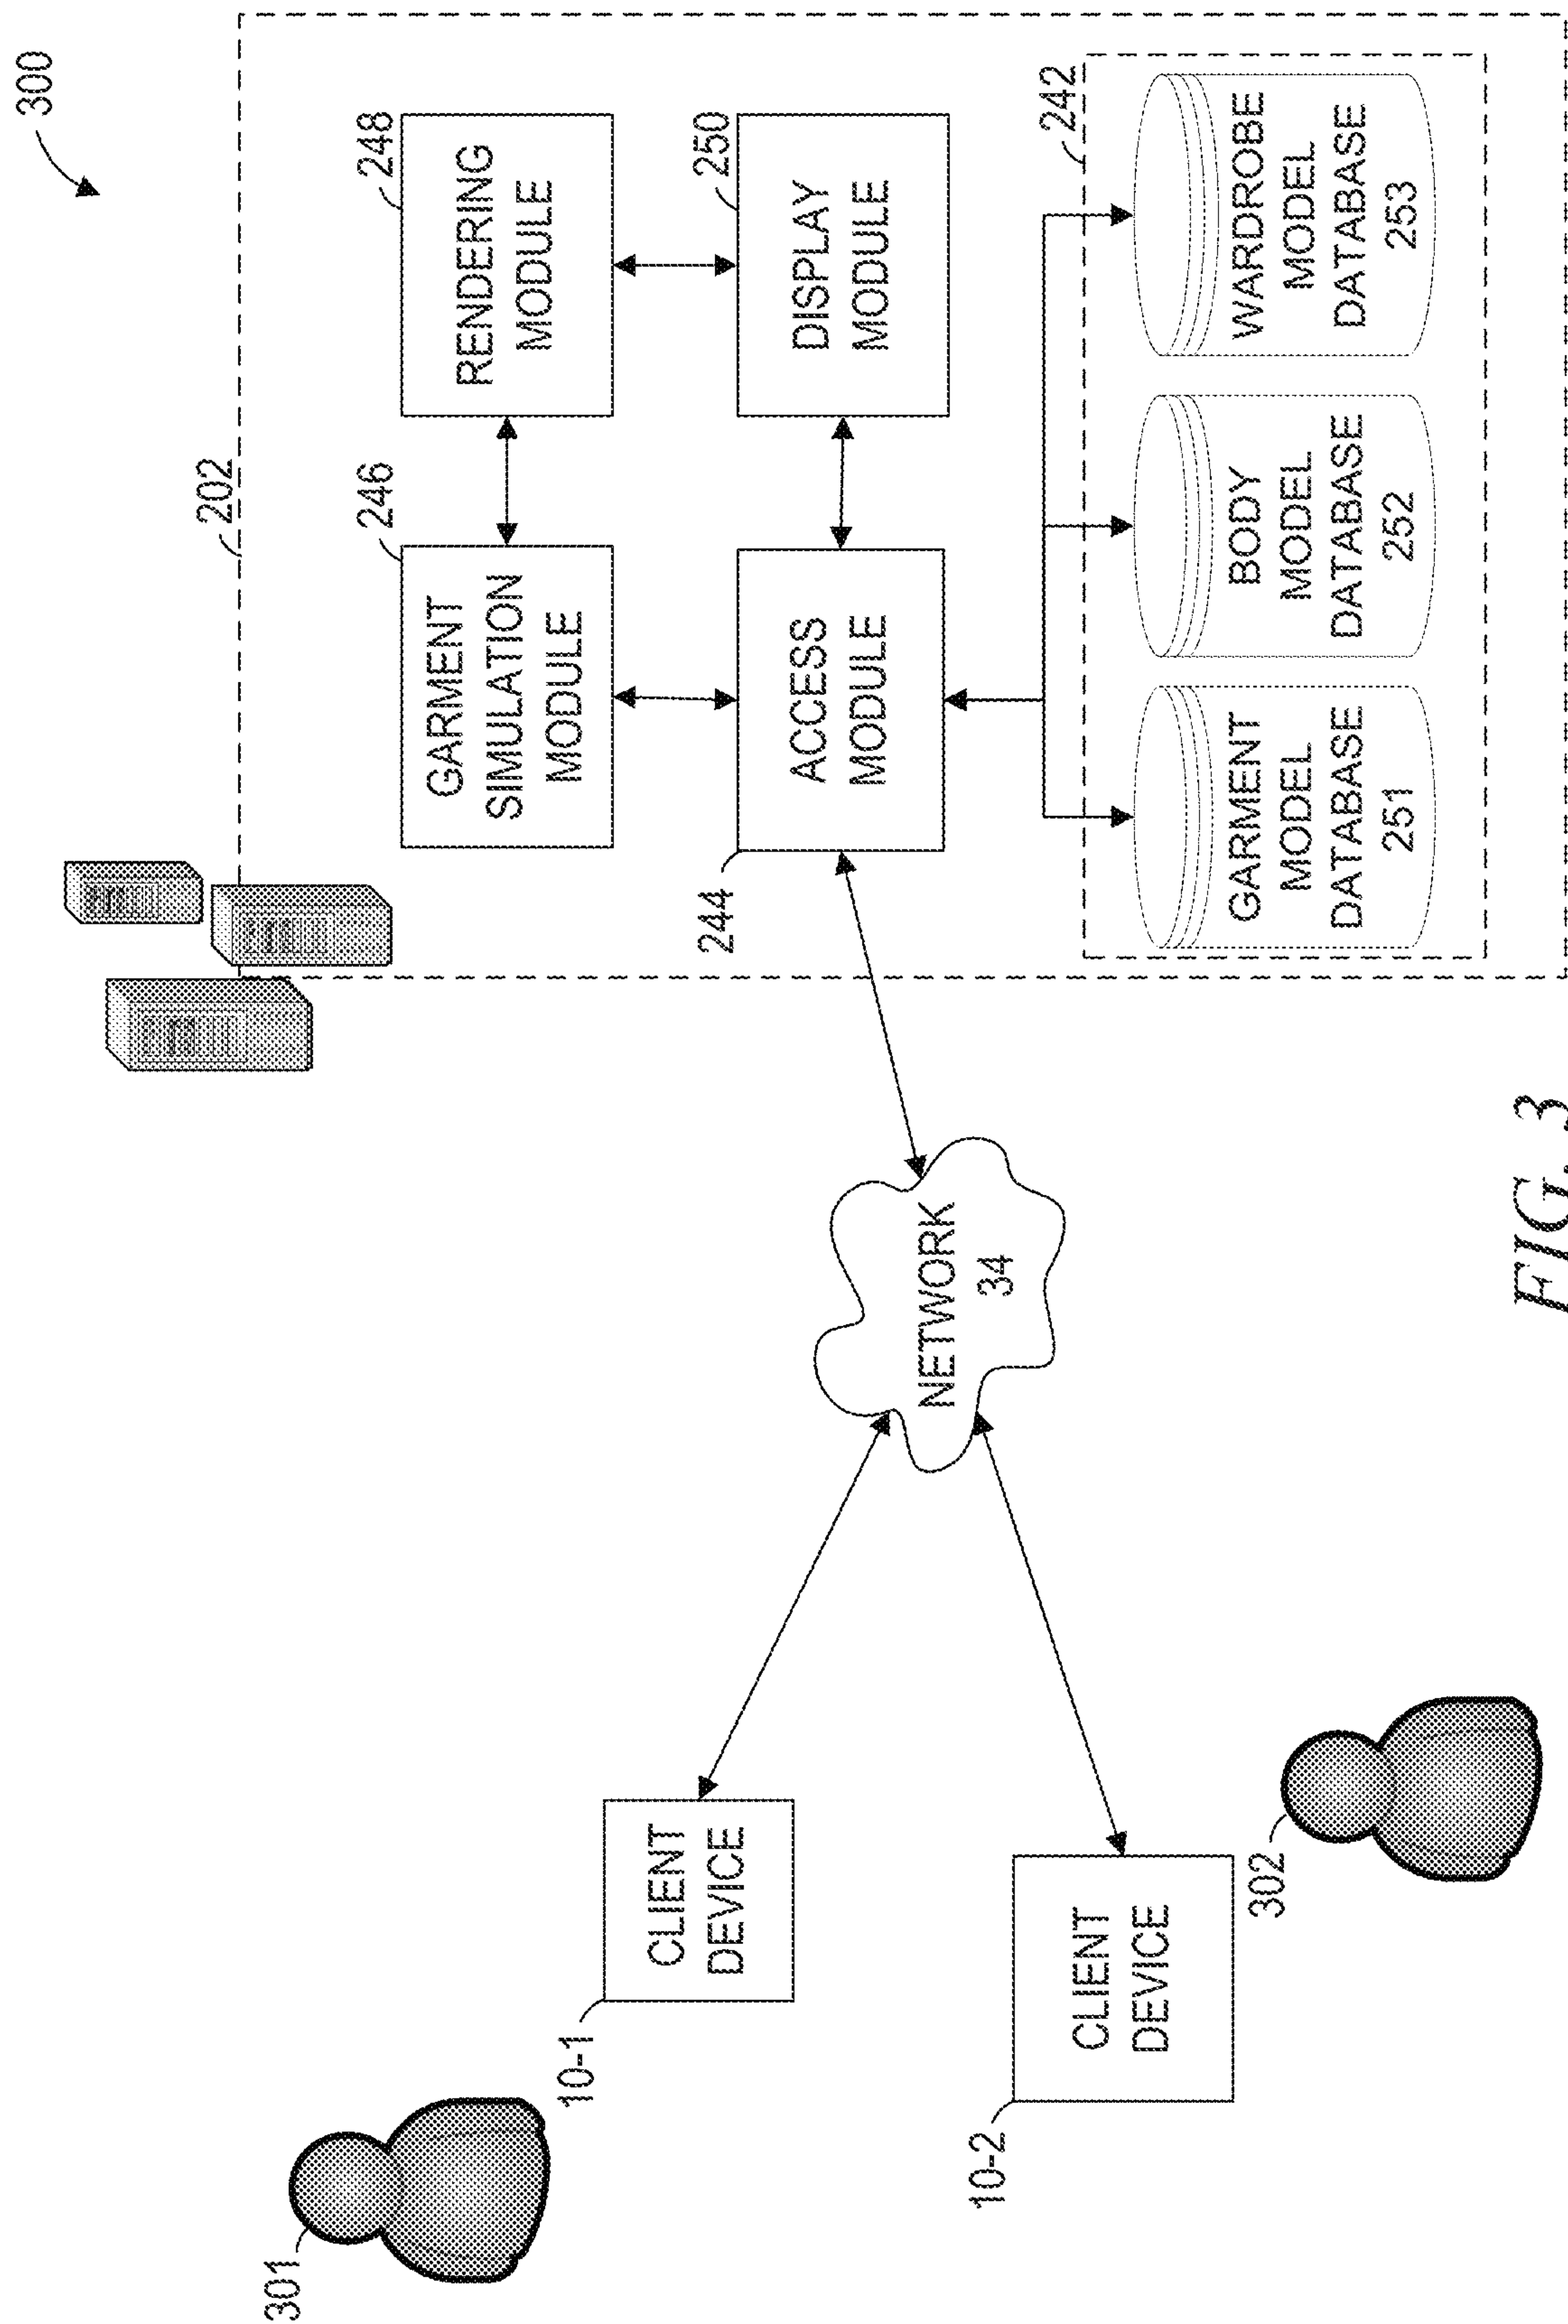 300
202
246
GARMENT
SIMULATION
MODULE
248
RENDERING
MODULE
244
ACCESS
MODULE
250
DISPLAY
MODULE
242
GARMENT
MODEL
DATABASE
251
BODY
MODEL
DATABASE
252
WARDROBE
MODEL
DATABASE
253
NETWORK
34
301
10-1
CLIENT
DEVICE
10-2
CLIENT
DEVICE
302
FIG. 3